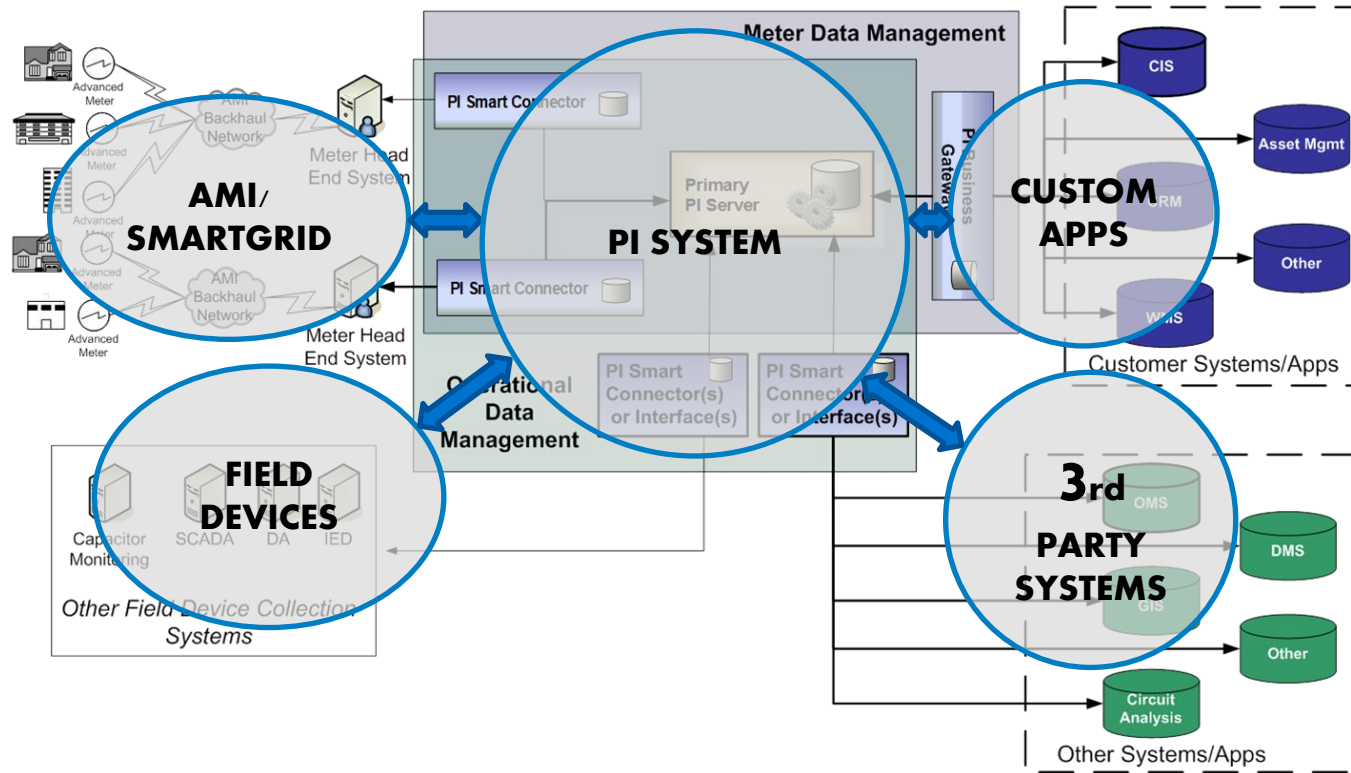 Meter Data Management
Advanced
Meter
AMI
Backhaul
Network
Advanced
Meter
Advanced
Meter
Advanced
Meter
AMI
Backhaul
Network
Advanced
Meter
Meter Head
End System
Meter Head
End System
AMI/
SMARTGRID
PI Smart Connector
PI Smart Connector
Primary
PI Server
PI SYSTEM
PI Business
Gateway
CUSTOM
APPS
CIS
Asset Mgmt
CRM
Other
WMS
Customer Systems/Apps
Operational
Data
Management
PI Smart
Connector(s)
or Interface(s)
PI Smart
Connector(s)
or Interface(s)
FIELD
DEVICES
Capacitor
Monitoring
SCADA
DA
IED
Other Field Device Collection
Systems
3rd
PARTY
SYSTEMS
OMS
DMS
GIS
Other
Circuit
Analysis
Other Systems/Apps